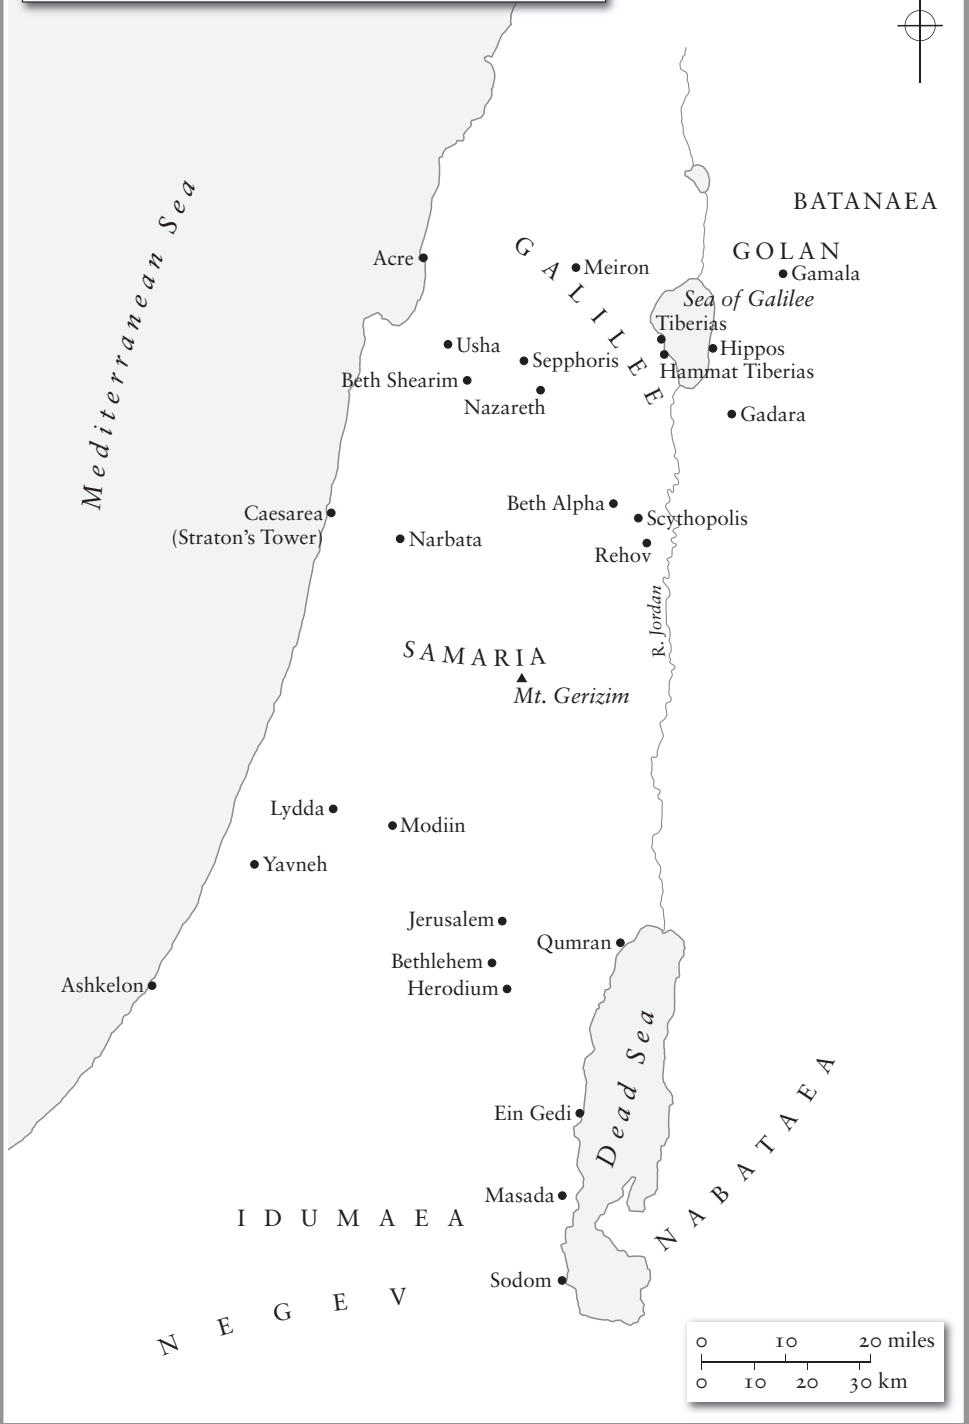 Mediterranean Sea
BATANAEA
GOLAN
Gamala
GALILEE
Acre
Meiron
Sea of Galilee
Tiberias
Usha
Sepphoris
Hippos
Hammat Tiberias
Beth Shearim
Nazareth
Gadara
Beth Alpha
Scythopolis
Caesarea
(Straton's Tower)
Narbata
Rehov
R. Jordan
SAMARIA
Mt. Gerizim
Lydda
Modiin
Yavneh
Jerusalem
Qumran
Bethlehem
Herodium
Ashkelon
Dead Sea
NABATAEA
Ein Gedi
Masada
IDUMAEA
Sodom
NEGEV
0 10 20 miles
0 10 20 30 km